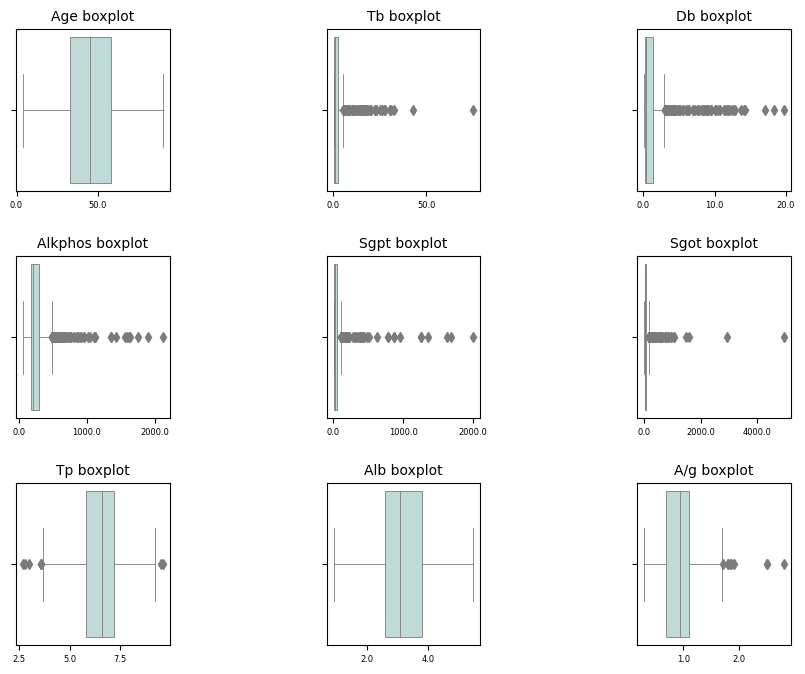 Age boxplot
Tb boxplot
Db boxplot
0.0 50.0
0.0 50.0
0.0 10.0 20.0
Alkphos boxplot
Sgpt boxplot
Sgot boxplot
0.0 1000.0 2000.0
0.0 1000.0 2000.0
0.0 2000.0 4000.0
Tp boxplot
Alb boxplot
A/g boxplot
2.5 5.0 7.5
2.0 4.0
1.0 2.0